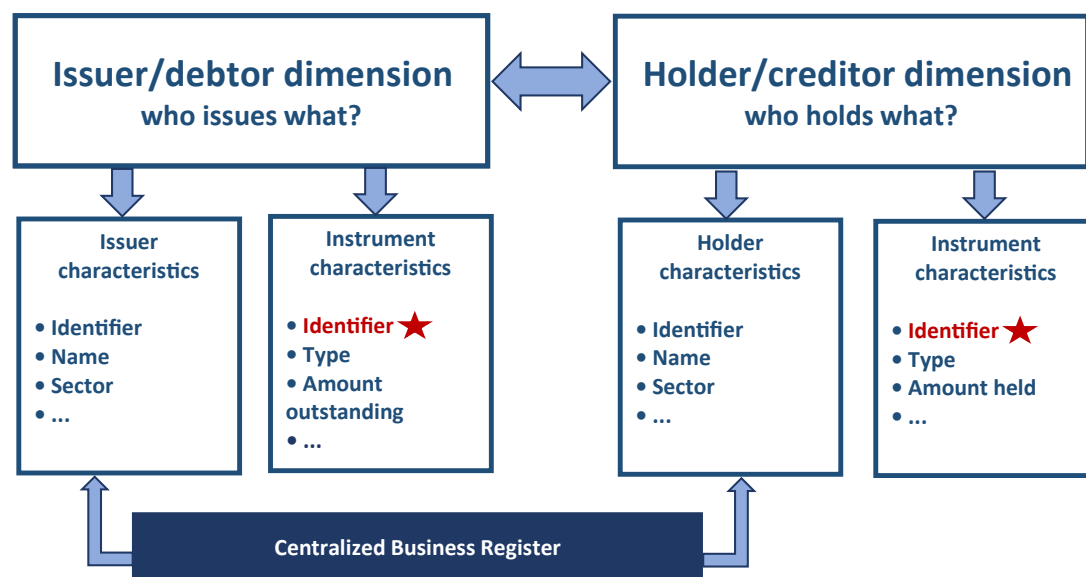 Issuer/debtor dimension
who issues what?
Holder/creditor dimension
who holds what?
Issuer
characteristics
• Identifier
• Name
• Sector
• ...
Instrument
characteristics
• Identifier
• Type
• Amount
outstanding
• ...
Holder
characteristics
• Identifier
• Name
• Sector
• ...
Instrument
characteristics
• Identifier
• Type
• Amount held
• ...
Centralized Business Register